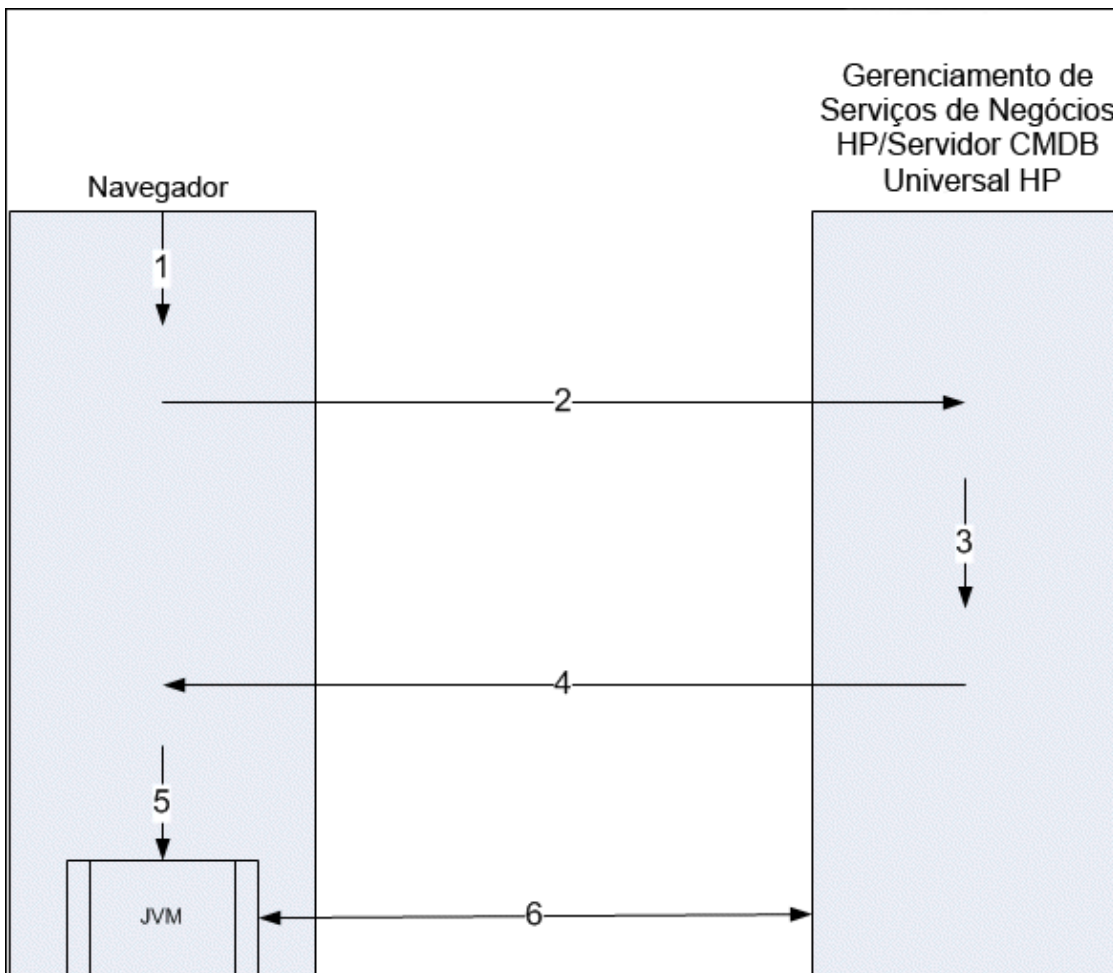 Gerenciamento de
Serviços de Negócios
HP/Servidor CMDB
Universal HP
Navegador
1
2
3
4
5
JVM
6